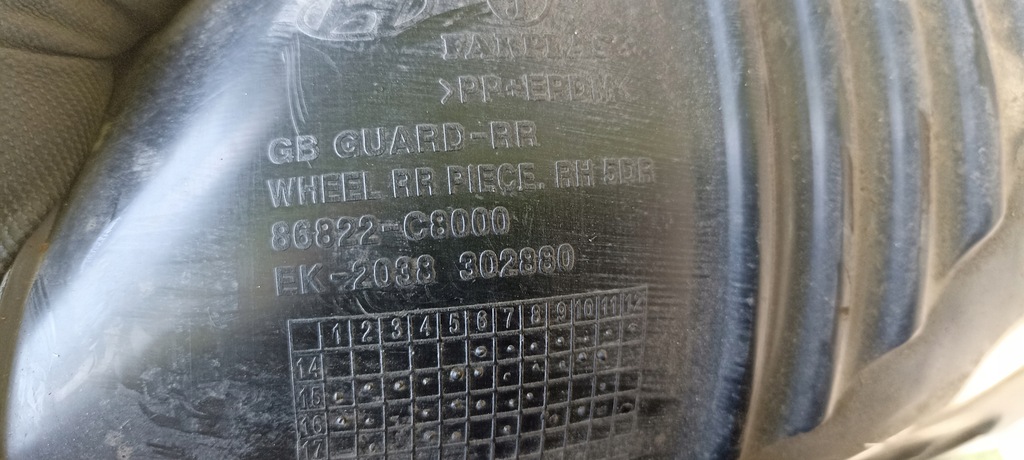 >PP+EPDM<
GB GUARD-RR
WHEEL RR PIECE. RH 5DR
86822-C8000
EK-2038 302880
1 2 3 4 5 6 7 8 9 10 11 12
14
15
16
17